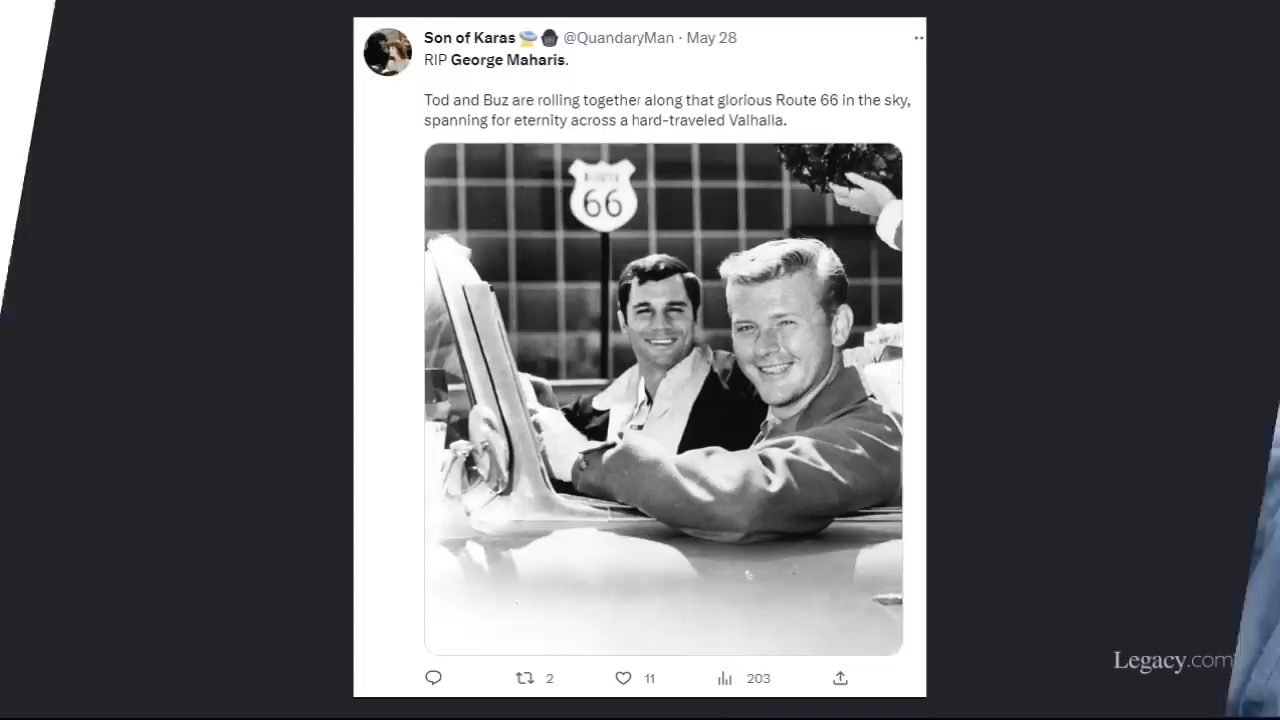 Son of Karas @QuandaryMan · May 28
RIP George Maharis.
Tod and Buz are rolling together along that glorious Route 66 in the sky,
spanning for eternity across a hard-traveled Valhalla.
ROUTE
66
2 11 203
Legacy.com